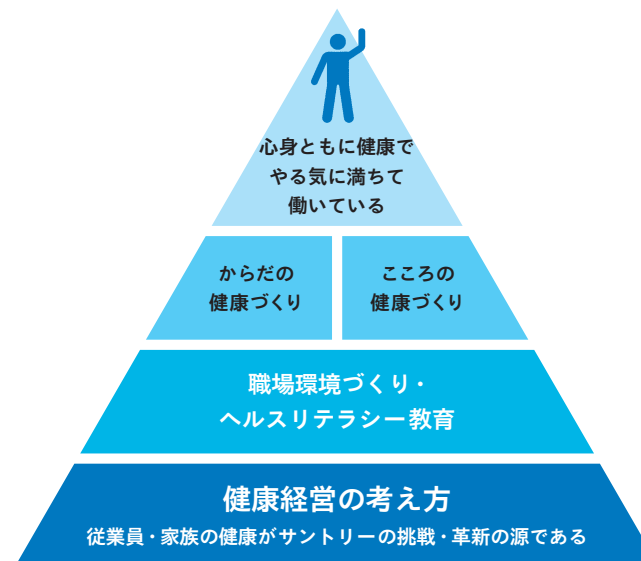 心身ともに健康で
やる気に満ちて
働いている
からだの
健康づくり
こころの
健康づくり
職場環境づくり・
ヘルスリテラシー教育
健康経営の考え方
従業員・家族の健康がサントリーの挑戦・革新の源である